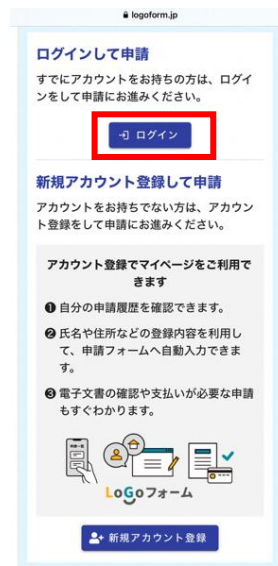 logoform.jp
ログインして申請
すでにアカウントをお持ちの方は、ログイ
ンをして申請にお進みください。
ログイン
新規アカウント登録して申請
アカウントをお持ちでない方は、アカウン
ト登録をして申請にお進みください。
アカウント登録でマイページをご利用で
きます
❶ 自分の申請履歴を確認できます。
❷ 氏名や住所などの登録内容を利用し
て、申請フォームへ自動入力できま
す。
❸ 電子文書の確認や支払いが必要な申請
もすぐわかります。
LoGoフォーム
新規アカウント登録